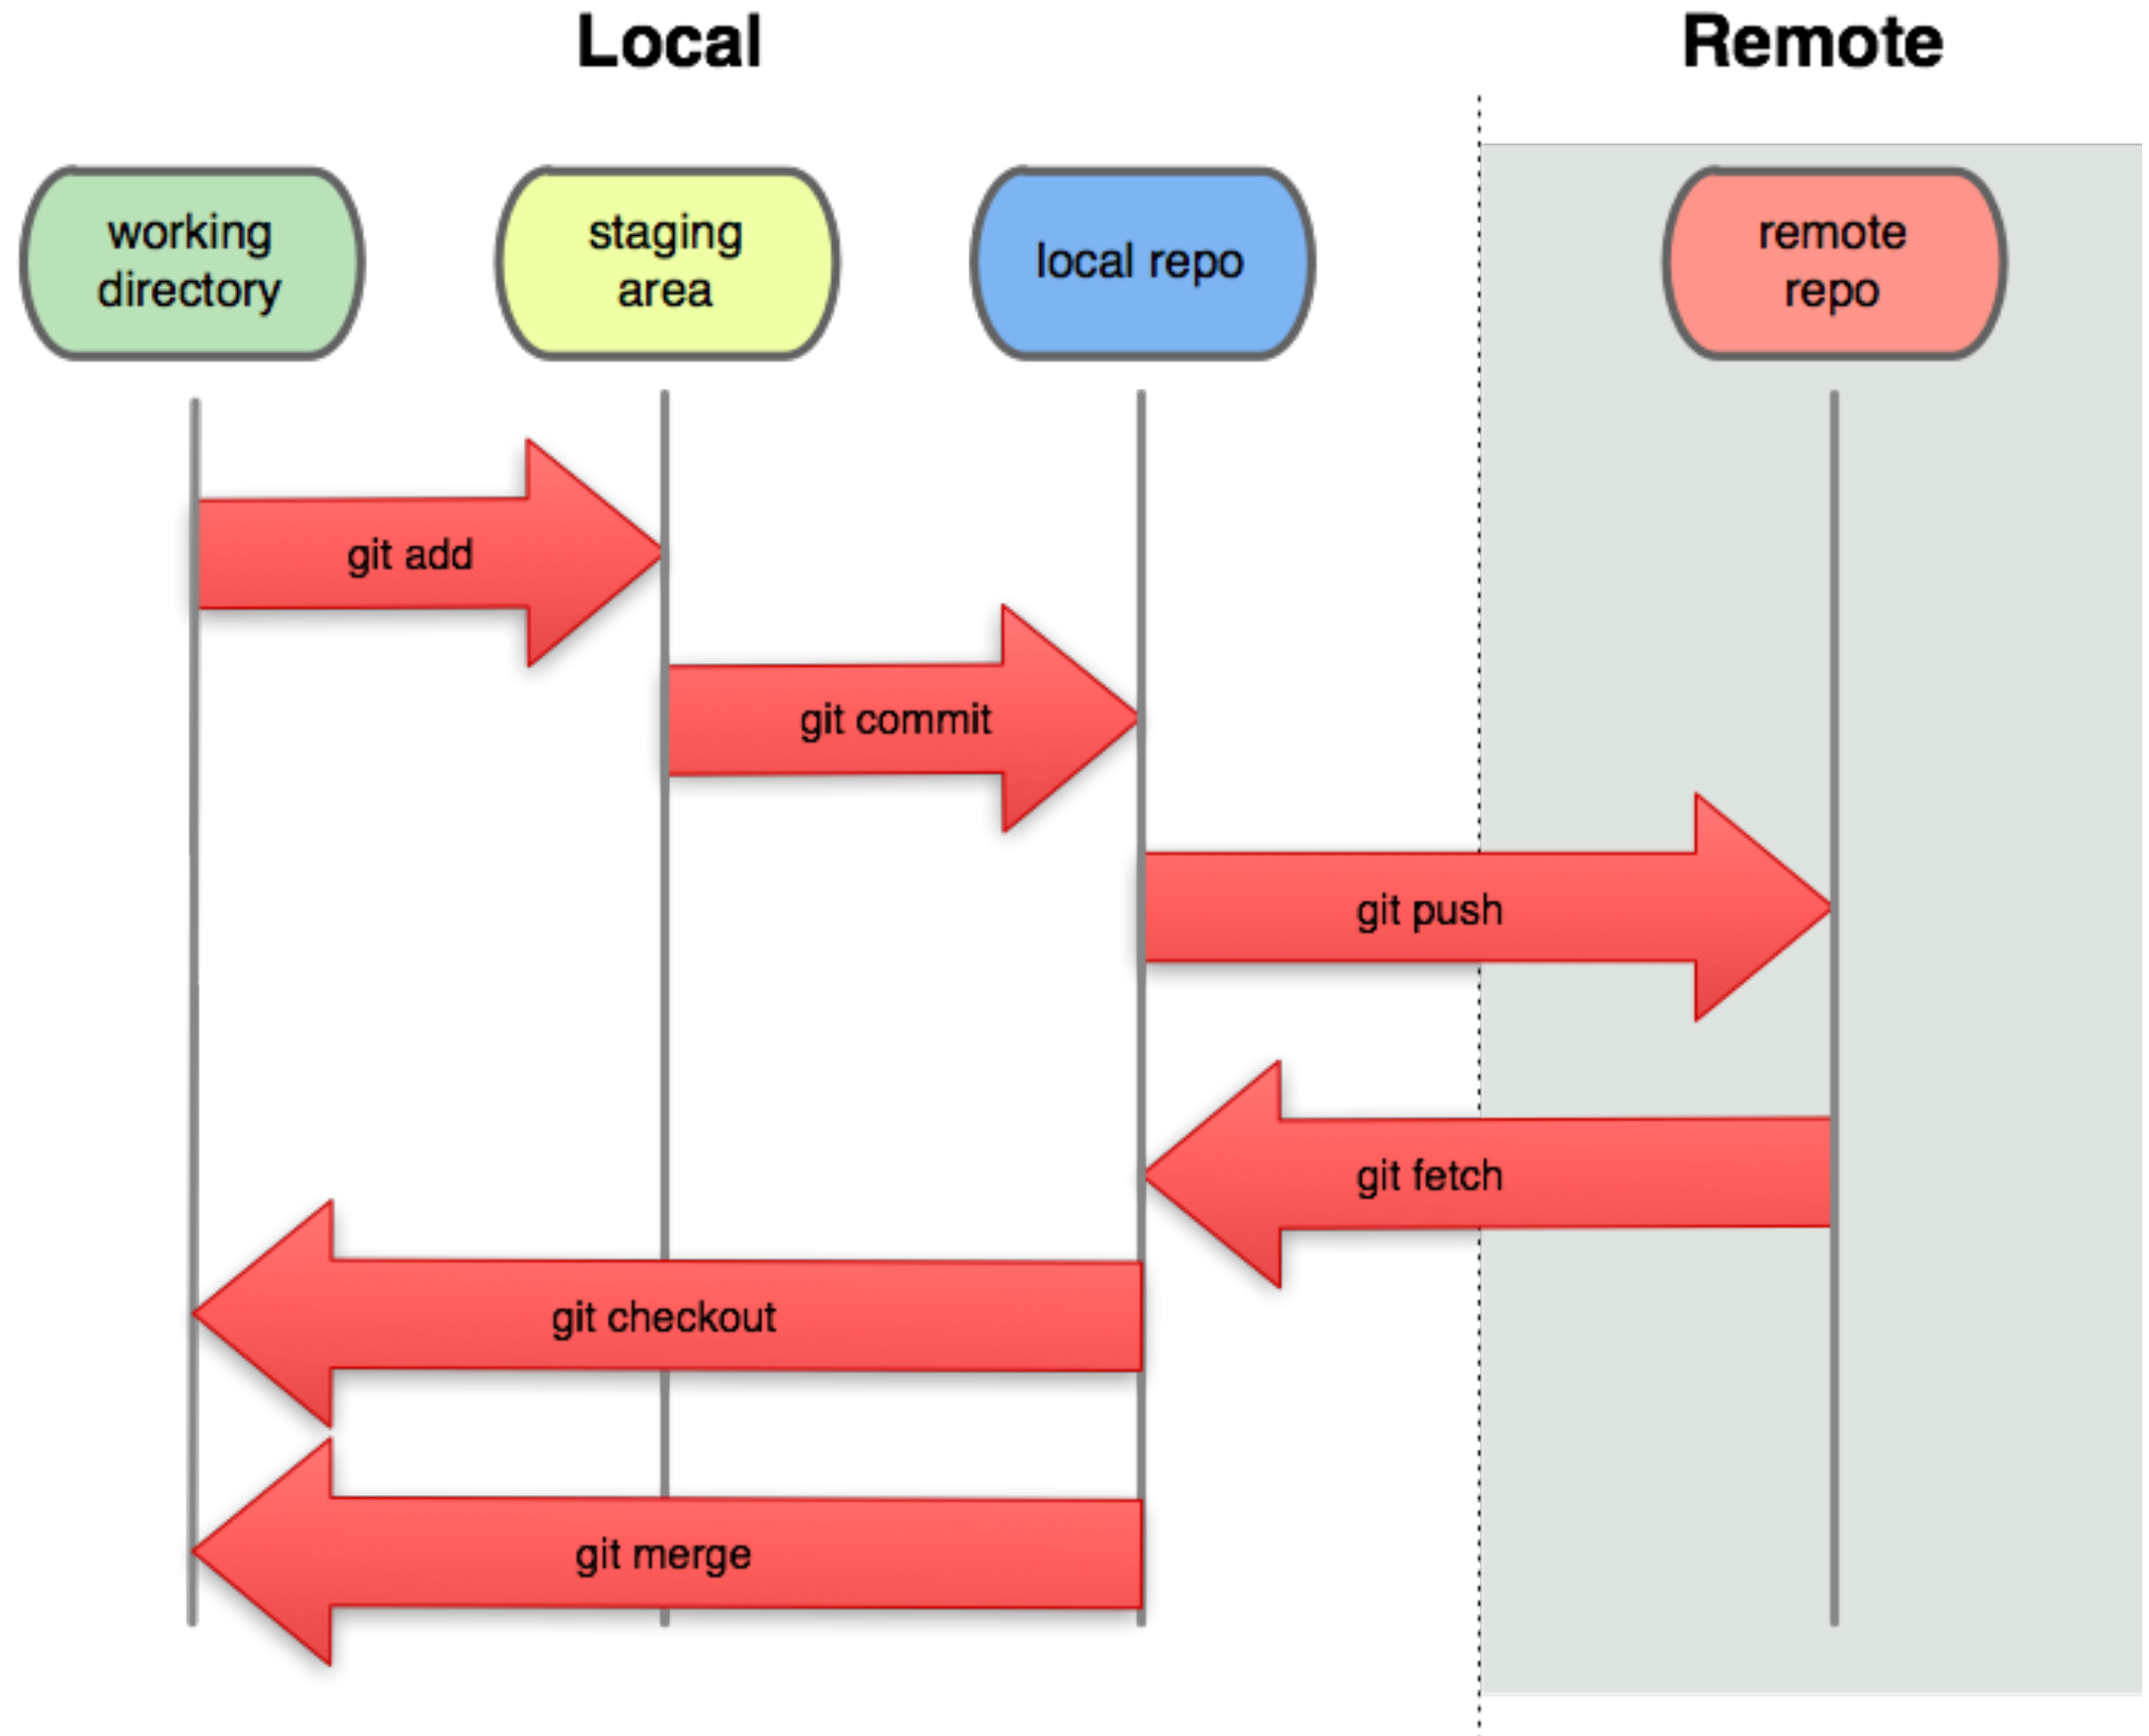 Local
Remote
working
directory
staging
area
local repo
remote
repo
git add
git commit
git push
git fetch
git checkout
git merge